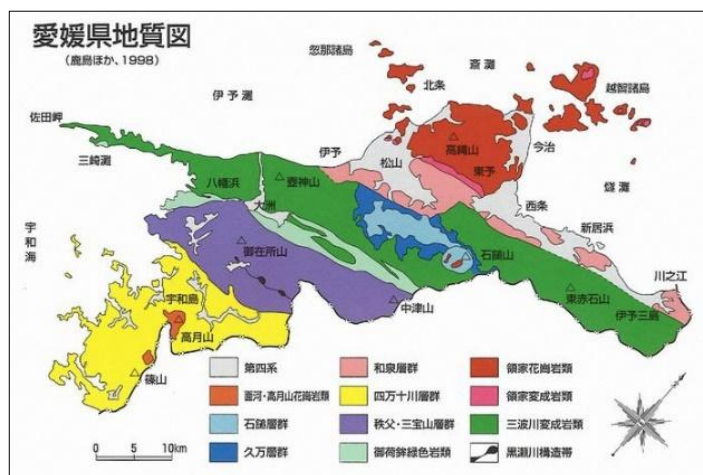 愛媛県地質図
(鹿島ほか、1998)
忽那諸島
斎灘
北条
越智諸島
伊予灘
佐田岬
高縄山
今治
三崎灘
伊予
松山
東予
燧灘
八幡浜
壺神山
西条
大洲
新居浜
宇和海
御在所山
石鎚山
川之江
東赤石山
宇和島
中津山
伊予三島
高月山
篠山
第四系
和泉層群
領家花崗岩類
面河・高月山花崗岩類
四万十川層群
領家変成岩類
石鎚層群
秩父・三宝山層群
三波川変成岩類
久万層群
御荷鉾緑色岩類
黒瀬川構造帯
0 5 10km